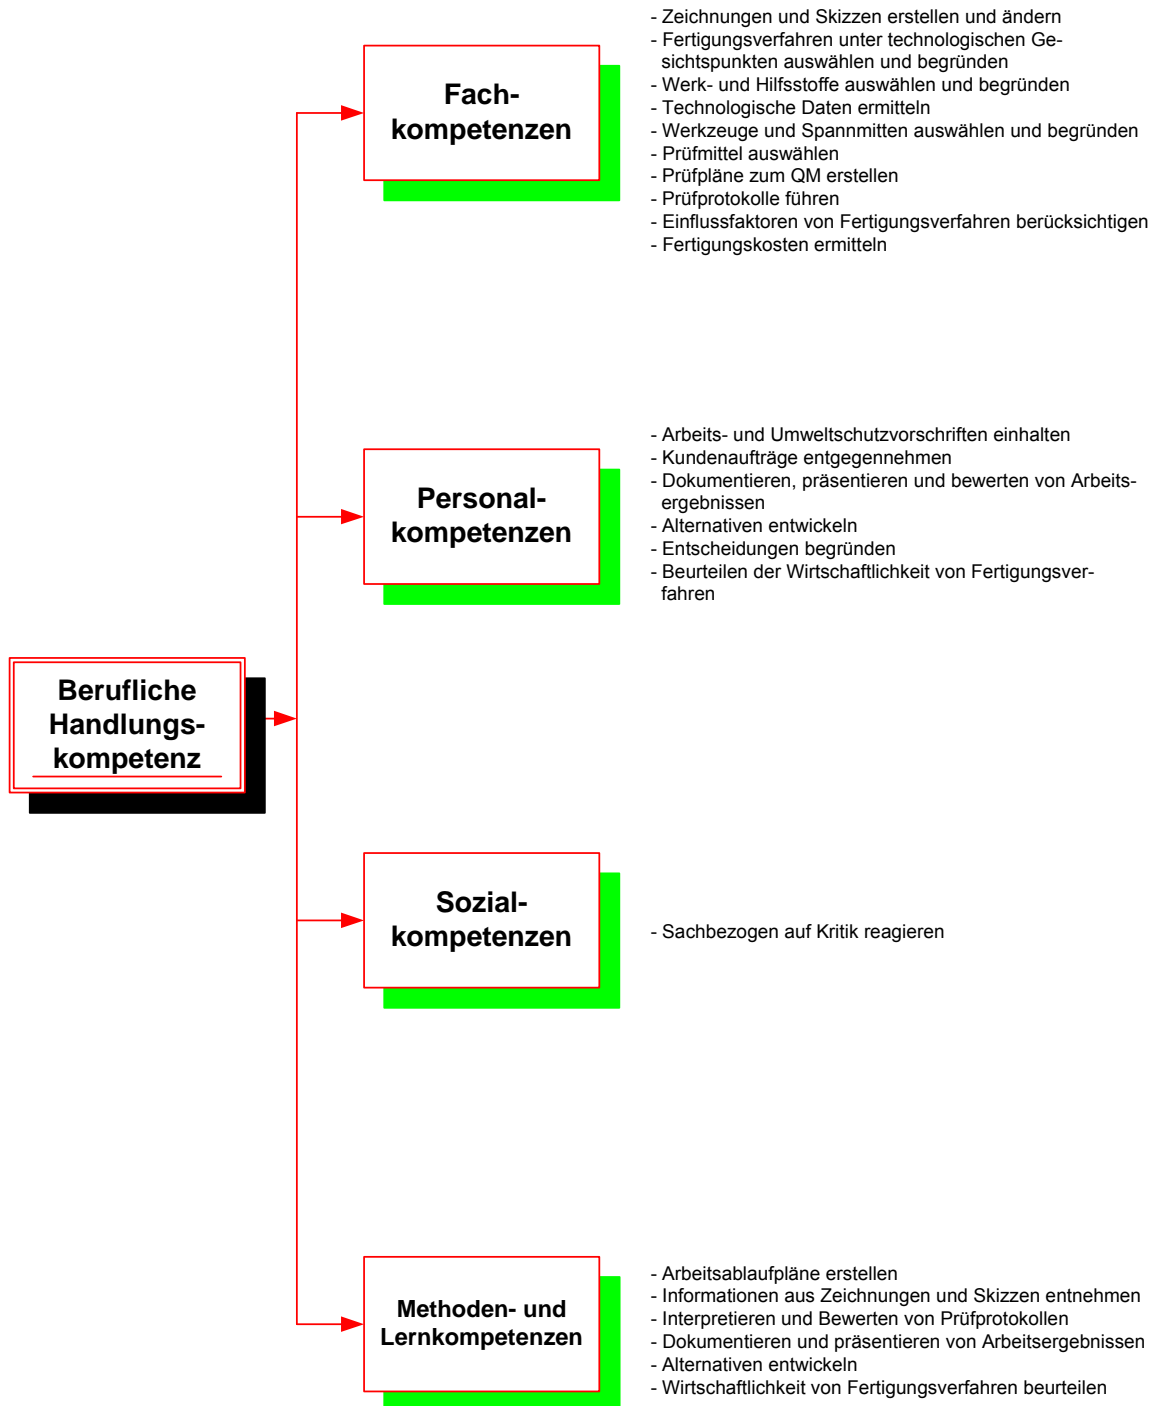 Fach-
kompetenzen
- Zeichnungen und Skizzen erstellen und ändern
- Fertigungsverfahren unter technologischen Ge-
sichtspunkten auswählen und begründen
- Werk- und Hilfsstoffe auswählen und begründen
- Technologische Daten ermitteln
- Werkzeuge und Spannmitten auswählen und begründen
- Prüfmittel auswählen
- Prüfpläne zum QM erstellen
- Prüfprotokolle führen
- Einflussfaktoren von Fertigungsverfahren berücksichtigen
- Fertigungskosten ermitteln
Personal-
kompetenzen
- Arbeits- und Umweltschutzvorschriften einhalten
- Kundenaufträge entgegennehmen
- Dokumentieren, präsentieren und bewerten von Arbeits-
ergebnissen
- Alternativen entwickeln
- Entscheidungen begründen
- Beurteilen der Wirtschaftlichkeit von Fertigungsver-
fahren
Berufliche
Handlungs-
kompetenz
Sozial-
kompetenzen
- Sachbezogen auf Kritik reagieren
Methoden- und
Lernkompetenzen
- Arbeitsablaufpläne erstellen
- Informationen aus Zeichnungen und Skizzen entnehmen
- Interpretieren und Bewerten von Prüfprotokollen
- Dokumentieren und präsentieren von Arbeitsergebnissen
- Alternativen entwickeln
- Wirtschaftlichkeit von Fertigungsverfahren beurteilen